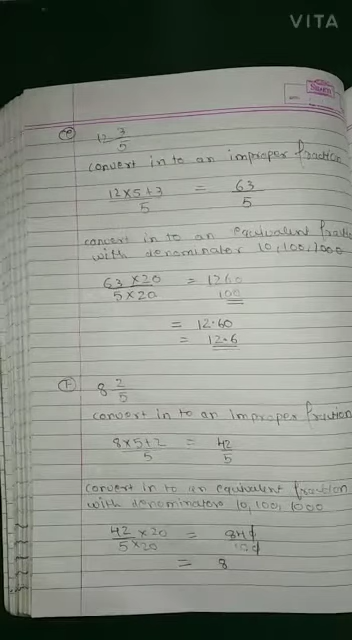 VITA
(e) 12 3/5
convert in to an improper fraction
12×5+3/5 = 63/5
convert in to an equivalent fractio
with denominator 10,100,1000
63×20/5×20 = 1260/100
= 12.60
= 12.6
(f) 8 2/5
convert in to an improper fraction
8×5+2/5 = 42/5
convert in to an equivalent fraction
with denominators 10,100,1000
42×20/5×20 = 840/100
= 8